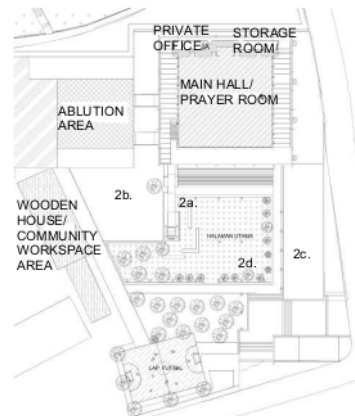 PRIVATE
OFFICE
STORAGE
ROOM
MAIN HALL/
PRAYER ROOM
ABLUTION
AREA
2b.
2a.
WOODEN
HOUSE/
COMMUNITY
WORKSPACE
AREA
HALAMAN UTAMA
2c.
2d.
LAP. FUTSAL